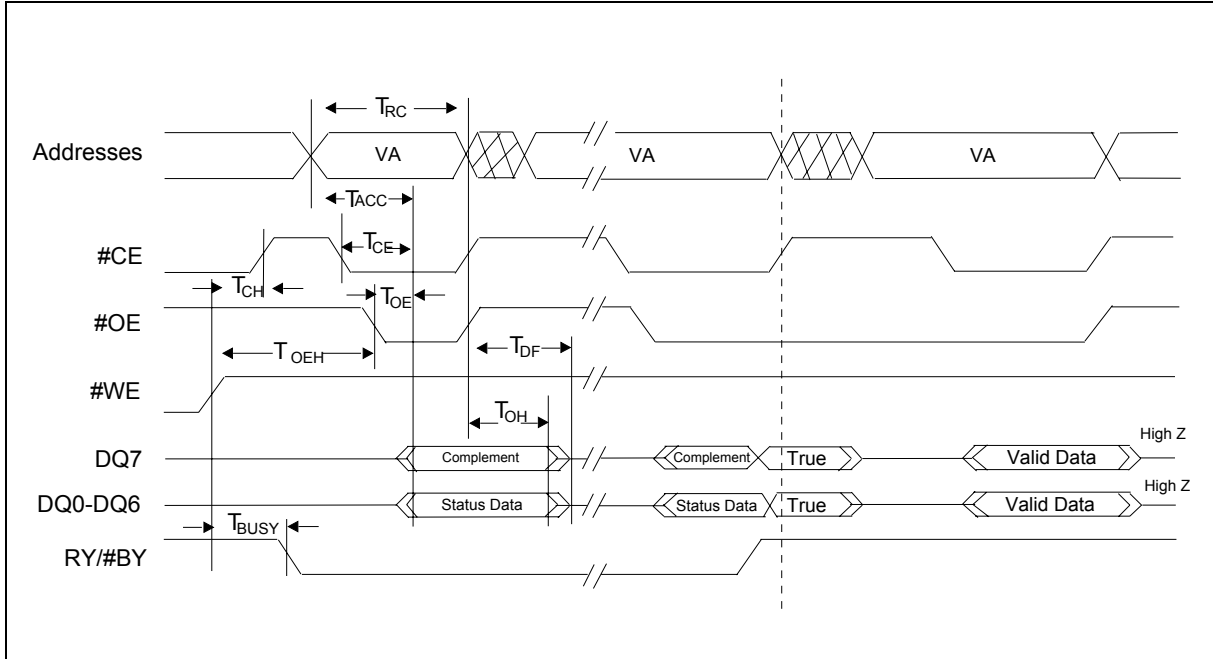 TRC
Addresses VA VA VA
TACC
#CE TCE
TCH TOE
#OE
TOEH TDF
#WE
TOH
High Z
DQ7 Complement Complement True Valid Data
High Z
DQ0-DQ6 Status Data Status Data True Valid Data
TBUSY
RY/#BY